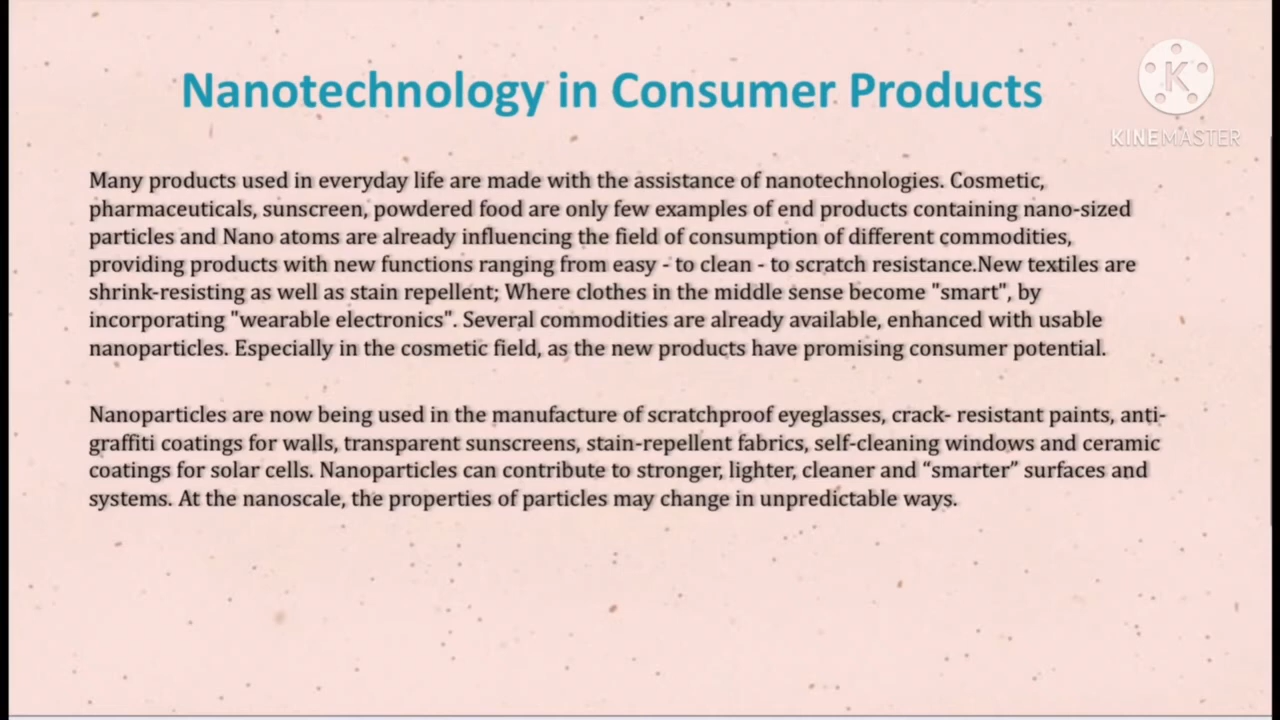 Nanotechnology in Consumer Products
K
KINEMASTER
Many products used in everyday life are made with the assistance of nanotechnologies. Cosmetic,
pharmaceuticals, sunscreen, powdered food are only few examples of end products containing nano-sized
particles and Nano atoms are already influencing the field of consumption of different commodities,
providing products with new functions ranging from easy - to clean - to scratch resistance.New textiles are
shrink-resisting as well as stain repellent; Where clothes in the middle sense become "smart", by
incorporating "wearable electronics". Several commodities are already available, enhanced with usable
nanoparticles. Especially in the cosmetic field, as the new products have promising consumer potential.
Nanoparticles are now being used in the manufacture of scratchproof eyeglasses, crack- resistant paints, anti-
graffiti coatings for walls, transparent sunscreens, stain-repellent fabrics, self-cleaning windows and ceramic
coatings for solar cells. Nanoparticles can contribute to stronger, lighter, cleaner and “smarter” surfaces and
systems. At the nanoscale, the properties of particles may change in unpredictable ways.